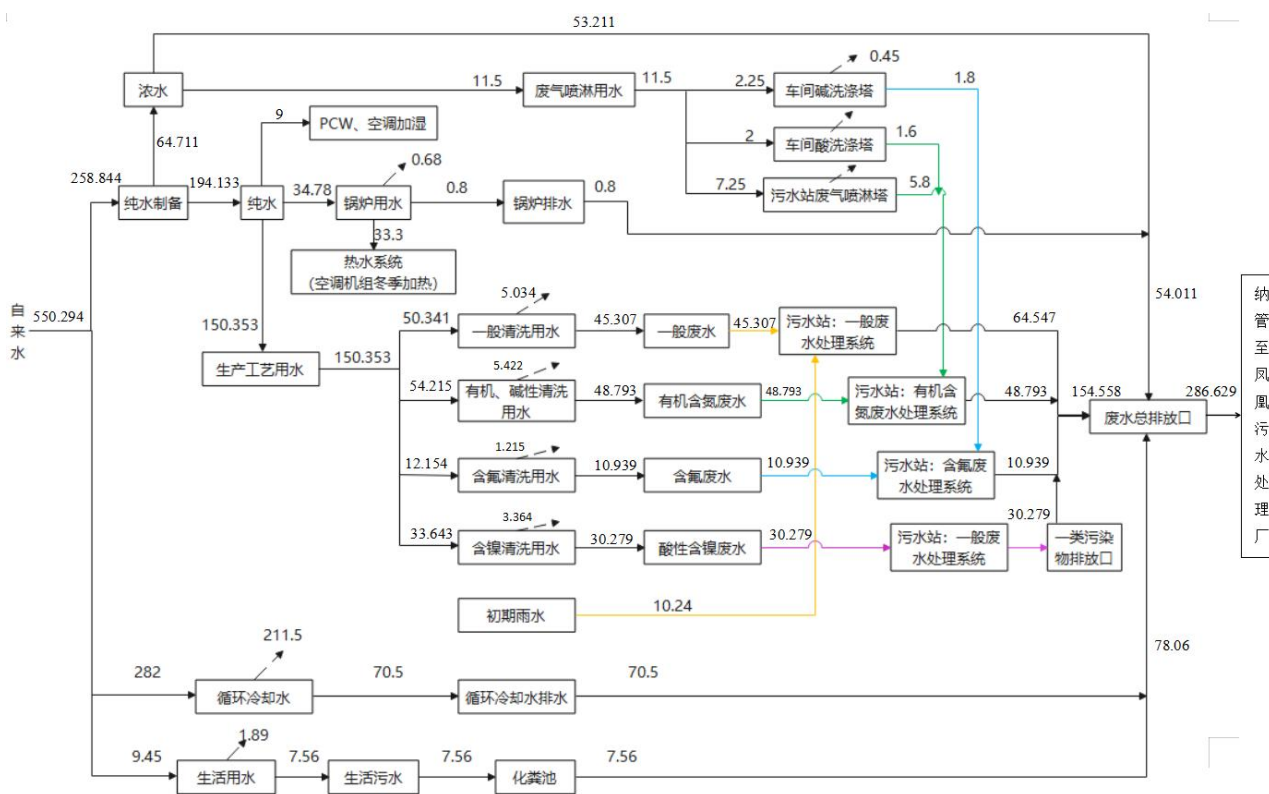 53.211
浓水
11.5
废气喷淋用水
11.5
2.25
0.45
车间碱洗涤塔
1.8
9
PCW、空调加湿
64.711
2
车间酸洗涤塔
1.6
258.844
纯水制备
194.133
纯水
34.78
0.68
锅炉用水
0.8
锅炉排水
0.8
7.25
污水站废气喷淋塔
5.8
33.3
热水系统
(空调机组冬季加热)
自来水
550.294
54.011
150.353
生产工艺用水
150.353
50.341
5.034
一般清洗用水
45.307
一般废水
45.307
污水站：一般废
水处理系统
64.547
54.215
5.422
有机、碱性清洗
用水
48.793
有机含氮废水
48.793
污水站：有机含
氮废水处理系统
48.793
154.558
废水总排放口
286.629
纳管至凤凰污水处理厂
12.154
1.215
含氟清洗用水
10.939
含氟废水
10.939
污水站：含氟废
水处理系统
10.939
33.643
3.364
含镍清洗用水
30.279
酸性含镍废水
30.279
污水站：一般废
水处理系统
30.279
一类污染
物排放口
初期雨水
10.24
282
211.5
循环冷却水
70.5
循环冷却水排水
70.5
78.06
9.45
1.89
生活用水
7.56
生活污水
7.56
化粪池
7.56